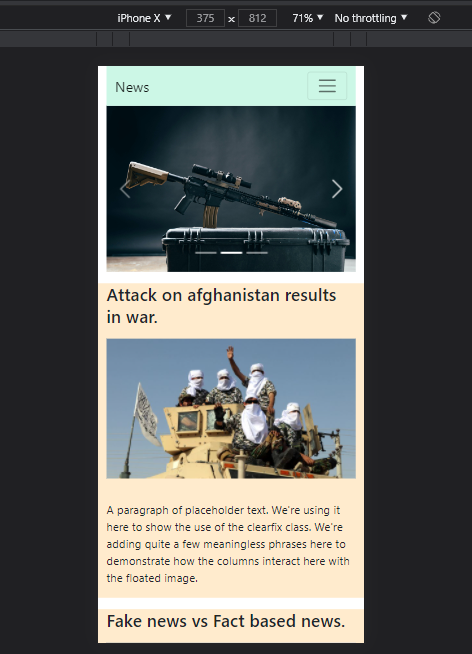 iPhone X ▼ 375 x 812 71% ▼ No throttling ▼
News
Attack on afghanistan results
in war.
A paragraph of placeholder text. We're using it
here to show the use of the clearfix class. We're
adding quite a few meaningless phrases here to
demonstrate how the columns interact here with
the floated image.
Fake news vs Fact based news.